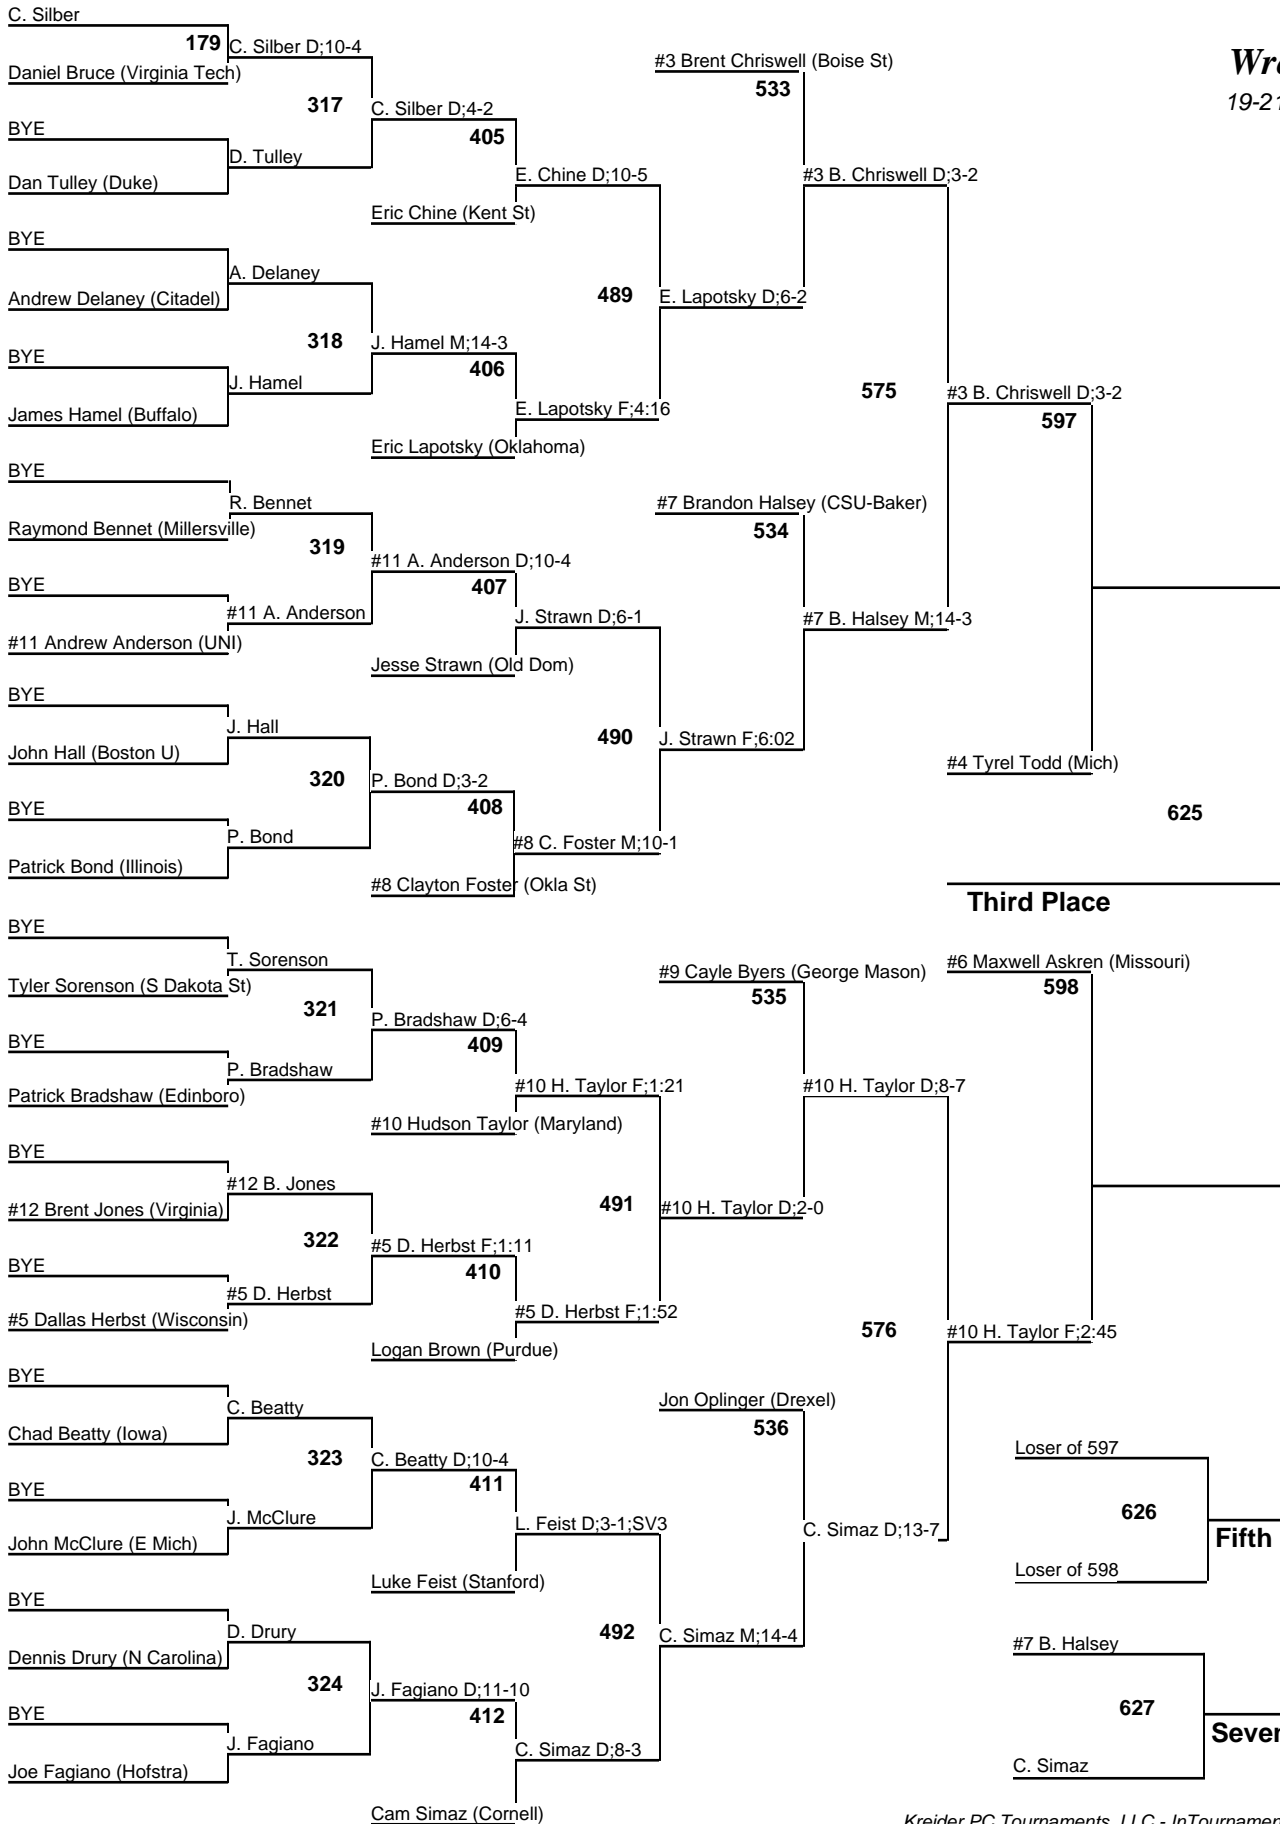 C. Silber
179
C. Silber D;10-4
Daniel Bruce (Virginia Tech)
317
C. Silber D;4-2
BYE
405
D. Tulley
Dan Tulley (Duke)
E. Chine D;10-5
Eric Chine (Kent St)
BYE
A. Delaney
Andrew Delaney (Citadel)
489
E. Lapotsky D;6-2
318
J. Hamel M;14-3
BYE
406
J. Hamel
James Hamel (Buffalo)
E. Lapotsky F;4:16
Eric Lapotsky (Oklahoma)
#3 Brent Chriswell (Boise St)
533
#3 B. Chriswell D;3-2
575
#3 B. Chriswell D;3-2
597
19-21
BYE
R. Bennet
Raymond Bennet (Millersville)
319
#11 A. Anderson D;10-4
BYE
407
#11 A. Anderson
#11 Andrew Anderson (UNI)
J. Strawn D;6-1
Jesse Strawn (Old Dom)
#7 Brandon Halsey (CSU-Baker)
534
#7 B. Halsey M;14-3
BYE
J. Hall
John Hall (Boston U)
490
J. Strawn F;6:02
320
P. Bond D;3-2
BYE
408
P. Bond
Patrick Bond (Illinois)
#8 C. Foster M;10-1
#8 Clayton Foster (Okla St)
#4 Tyrel Todd (Mich)
625
Third Place
BYE
T. Sorenson
Tyler Sorenson (S Dakota St)
321
P. Bradshaw D;6-4
BYE
409
P. Bradshaw
Patrick Bradshaw (Edinboro)
#10 H. Taylor F;1:21
#10 Hudson Taylor (Maryland)
#9 Cayle Byers (George Mason)
535
#10 H. Taylor D;8-7
#6 Maxwell Askren (Missouri)
598
BYE
#12 B. Jones
#12 Brent Jones (Virginia)
491
#10 H. Taylor D;2-0
322
#5 D. Herbst F;1:11
BYE
410
#5 D. Herbst
#5 Dallas Herbst (Wisconsin)
#5 D. Herbst F;1:52
576
#10 H. Taylor F;2:45
Logan Brown (Purdue)
BYE
C. Beatty
Chad Beatty (Iowa)
323
C. Beatty D;10-4
BYE
411
J. McClure
John McClure (E Mich)
L. Feist D;3-1;SV3
Luke Feist (Stanford)
Jon Oplinger (Drexel)
536
C. Simaz D;13-7
Loser of 597
626
Fifth
Loser of 598
BYE
D. Drury
Dennis Drury (N Carolina)
492
C. Simaz M;14-4
324
J. Fagiano D;11-10
BYE
412
J. Fagiano
Joe Fagiano (Hofstra)
C. Simaz D;8-3
Cam Simaz (Cornell)
#7 B. Halsey
627
C. Simaz
Kreider PC Tournaments, LLC - InTournamen